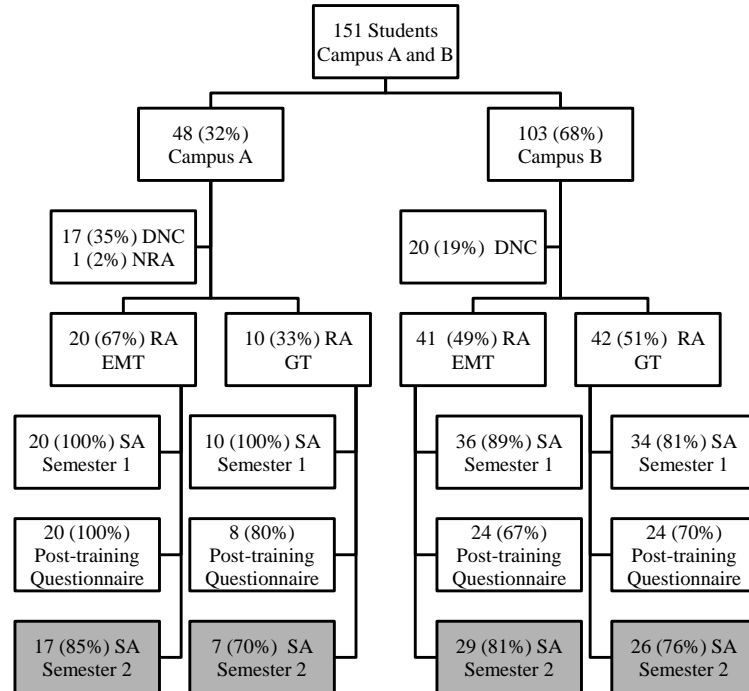 151 Students
Campus A and B
48 (32%)
Campus A
103 (68%)
Campus B
17 (35%) DNC
1 (2%) NRA
20 (19%) DNC
20 (67%) RA
EMT
10 (33%) RA
GT
41 (49%) RA
EMT
42 (51%) RA
GT
20 (100%) SA
Semester 1
10 (100%) SA
Semester 1
36 (89%) SA
Semester 1
34 (81%) SA
Semester 1
20 (100%)
Post-training
Questionnaire
8 (80%)
Post-training
Questionnaire
24 (67%)
Post-training
Questionnaire
24 (70%)
Post-training
Questionnaire
17 (85%) SA
Semester 2
7 (70%) SA
Semester 2
29 (81%) SA
Semester 2
26 (76%) SA
Semester 2